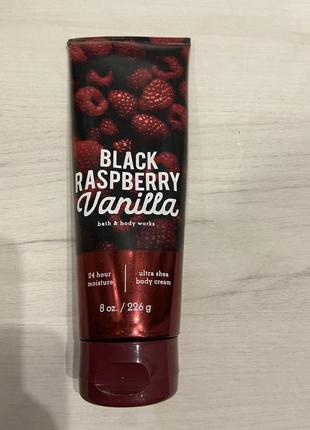 BLACK
RASPBERRY
Vanilla
bath & body works
24 hour moisture | ultra shea body cream
8 oz. / 226 g